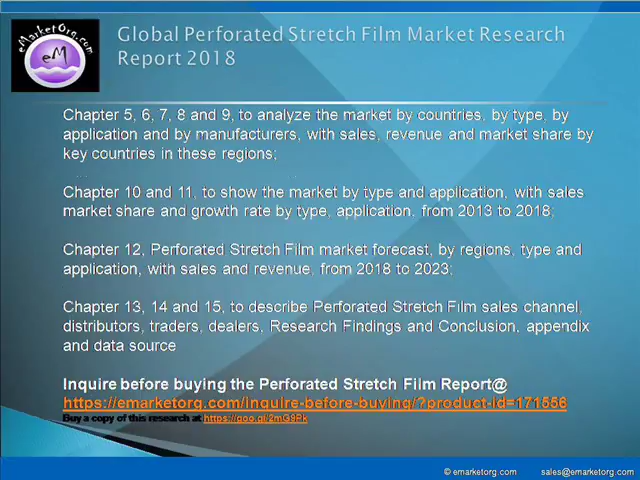 eMarketOrg.com
eM
Global Perforated Stretch Film Market Research
Report 2018
Chapter 5, 6, 7, 8 and 9, to analyze the market by countries, by type, by
application and by manufacturers, with sales, revenue and market share by
key countries in these regions;
Chapter 10 and 11, to show the market by type and application, with sales
market share and growth rate by type, application, from 2013 to 2018;
Chapter 12, Perforated Stretch Film market forecast, by regions, type and
application, with sales and revenue, from 2018 to 2023;
Chapter 13, 14 and 15, to describe Perforated Stretch Film sales channel,
distributors, traders, dealers, Research Findings and Conclusion, appendix
and data source
Inquire before buying the Perforated Stretch Film Report@
https://emarketorg.com/inquire-before-buying/?product-id=171556
Buy a copy of this research at https://goo.gl/2mG9Rk
© emarketorg.com sales@emarketorg.com